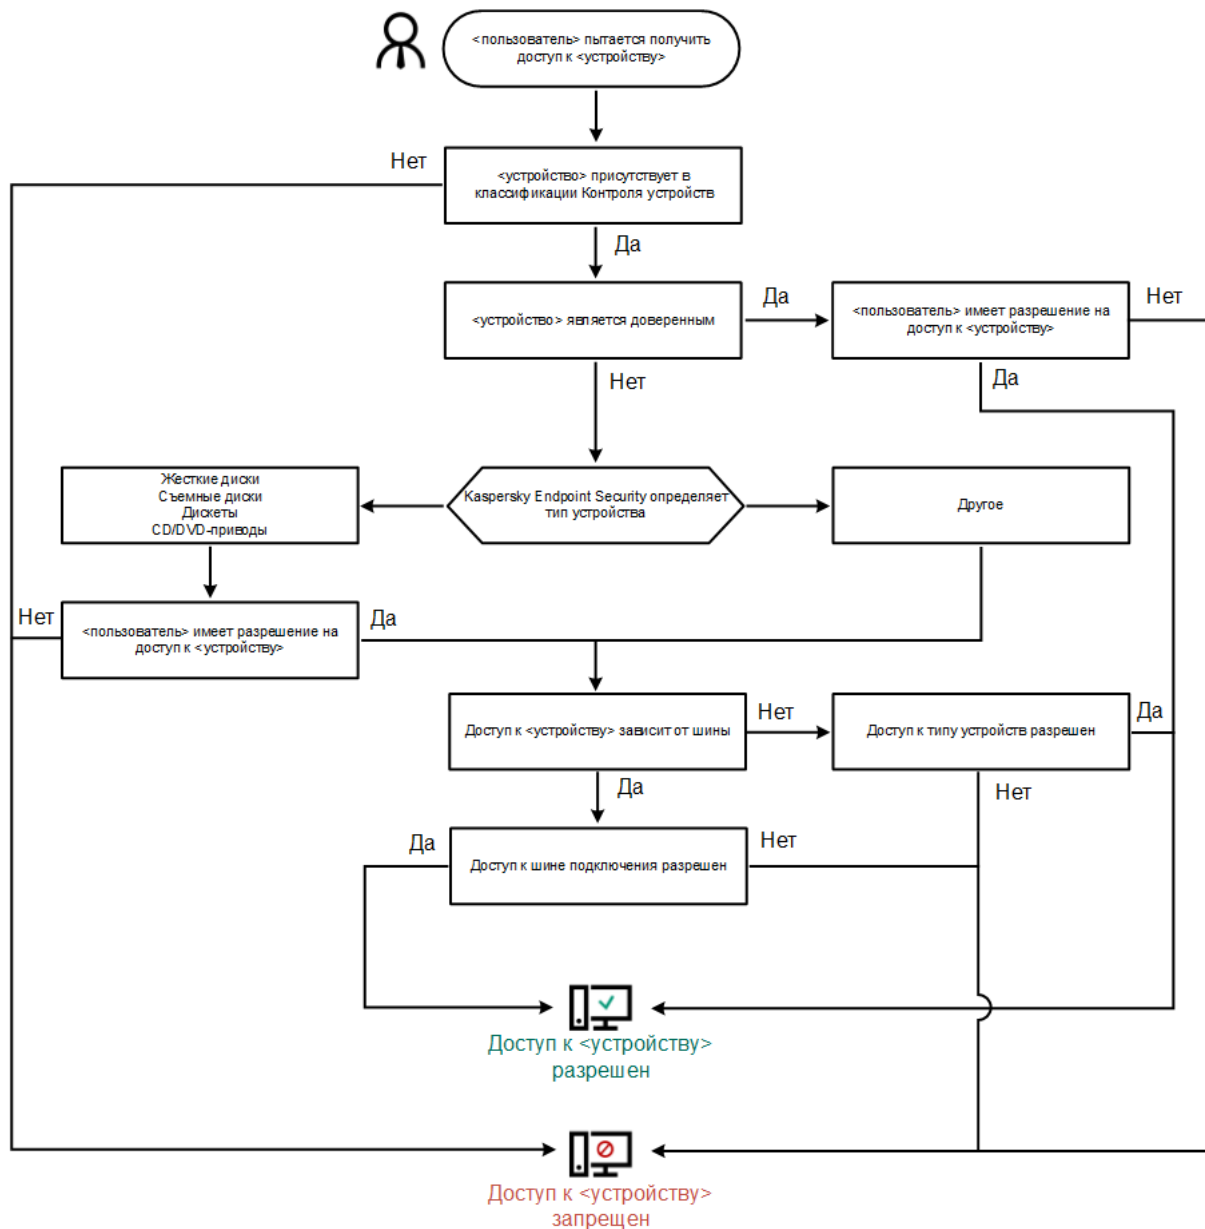 <пользователь> пытается получить
доступ к <устройству>
Нет
<устройство> присутствует в
классификации Контроля устройств
Да
<устройство> является доверенным
Да
<пользователь> имеет разрешение на
доступ к <устройству>
Нет
Нет
Да
Жесткие диски
Съемные диски
Дискеты
CD/DVD-приводы
Kaspersky Endpoint Security определяет
тип устройства
Другое
Нет
<пользователь> имеет разрешение на
доступ к <устройству>
Да
Доступ к <устройству> зависит от шины
Нет
Доступ к типу устройств разрешен
Да
Да
Нет
Да
Доступ к шине подключения разрешен
Нет
Доступ к <устройству>
разрешен
Доступ к <устройству>
запрещен